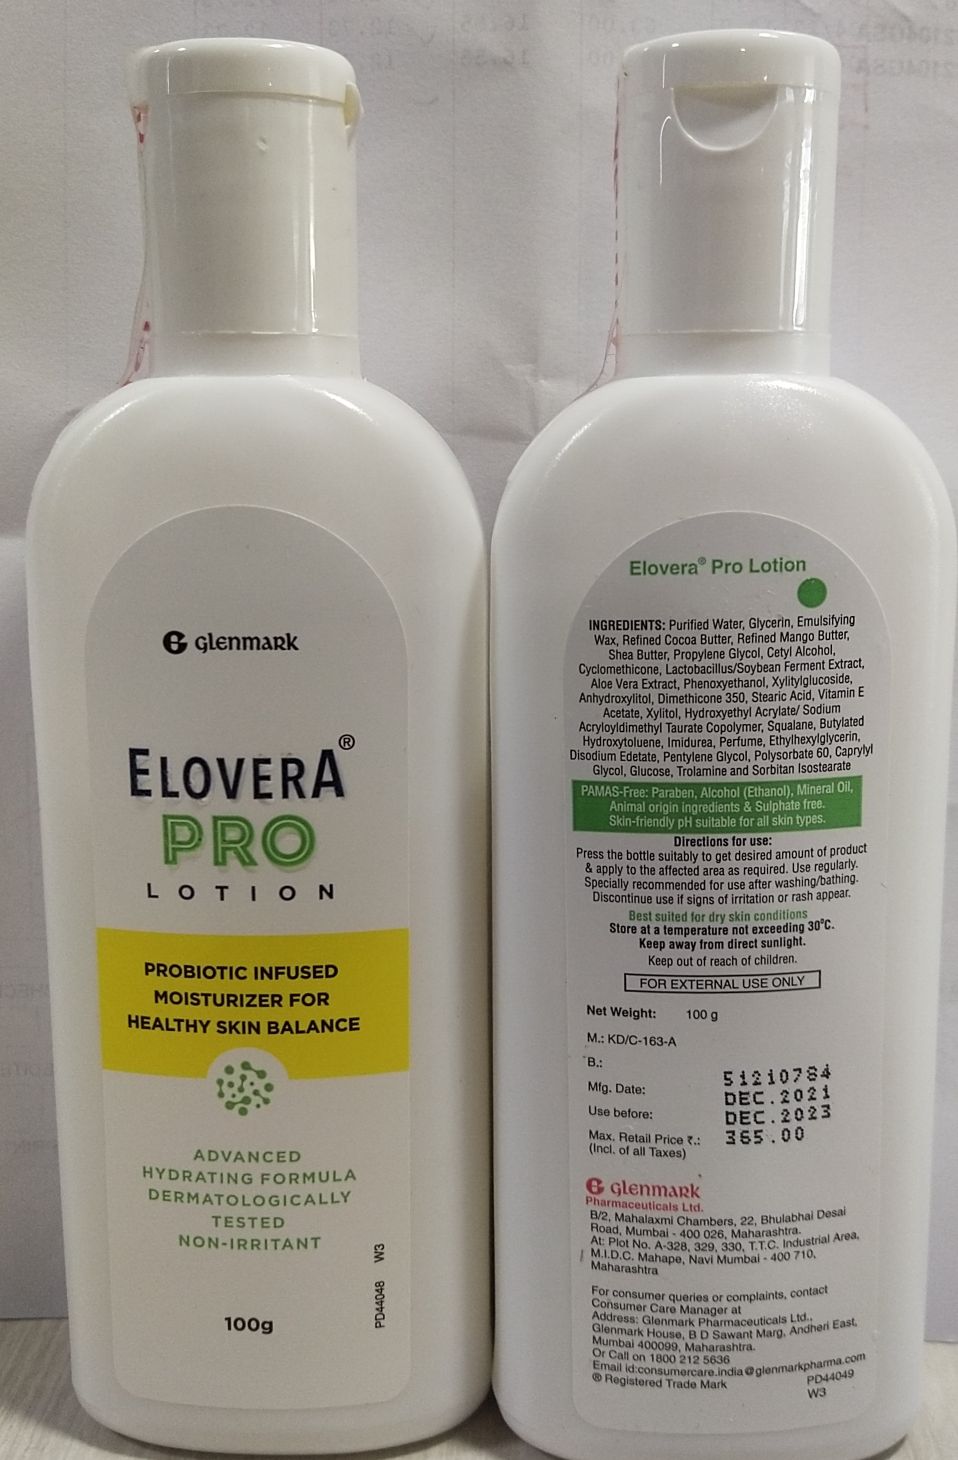 Glenmark
ELOVERA®
PRO
LOTION
PROBIOTIC INFUSED
MOISTURIZER FOR
HEALTHY SKIN BALANCE
ADVANCED
HYDRATING FORMULA
DERMATOLOGICALLY
TESTED
NON-IRRITANT
100g
PD44048 W3
Elovera® Pro Lotion
INGREDIENTS: Purified Water, Glycerin, Emulsifying
Wax, Refined Cocoa Butter, Refined Mango Butter,
Shea Butter, Propylene Glycol, Cetyl Alcohol,
Cyclomethicone, Lactobacillus/Soybean Ferment Extract,
Aloe Vera Extract, Phenoxyethanol, Xylitylglucoside,
Anhydroxylitol, Dimethicone 350, Stearic Acid, Vitamin E
Acetate, Xylitol, Hydroxyethyl Acrylate/ Sodium
Acryloyldimethyl Taurate Copolymer, Squalane, Butylated
Hydroxytoluene, Imidurea, Perfume, Ethylhexylglycerin,
Disodium Edetate, Pentylene Glycol, Polysorbate 60, Caprylyl
Glycol, Glucose, Trolamine and Sorbitan Isostearate
PAMAS-Free: Paraben, Alcohol (Ethanol), Mineral Oil,
Animal origin ingredients & Sulphate free.
Skin-friendly pH suitable for all skin types.
Directions for use:
Press the bottle suitably to get desired amount of product
& apply to the affected area as required. Use regularly.
Specially recommended for use after washing/bathing.
Discontinue use if signs of irritation or rash appear.
Best suited for dry skin conditions
Store at a temperature not exceeding 30°C.
Keep away from direct sunlight.
Keep out of reach of children.
FOR EXTERNAL USE ONLY
Net Weight: 100 g
M.: KD/C-163-A
B.: 51210784
Mfg. Date: DEC.2021
Use before: DEC.2023
Max. Retail Price ₹.: 365.00
(Incl. of all Taxes)
Glenmark
Pharmaceuticals Ltd.
B/2, Mahalaxmi Chambers, 22, Bhulabhai Desai
Road, Mumbai - 400 026, Maharashtra.
At: Plot No. A-328, 329, 330, T.T.C. Industrial Area,
M.I.D.C. Mahape, Navi Mumbai - 400 710,
Maharashtra
For consumer queries or complaints, contact
Consumer Care Manager at
Address: Glenmark Pharmaceuticals Ltd.,
Glenmark House, B D Sawant Marg, Andheri East,
Mumbai 400099, Maharashtra.
Or Call on 1800 212 5636
Email id:consumercare.india@glenmarkpharma.com
® Registered Trade Mark PD44049
W3